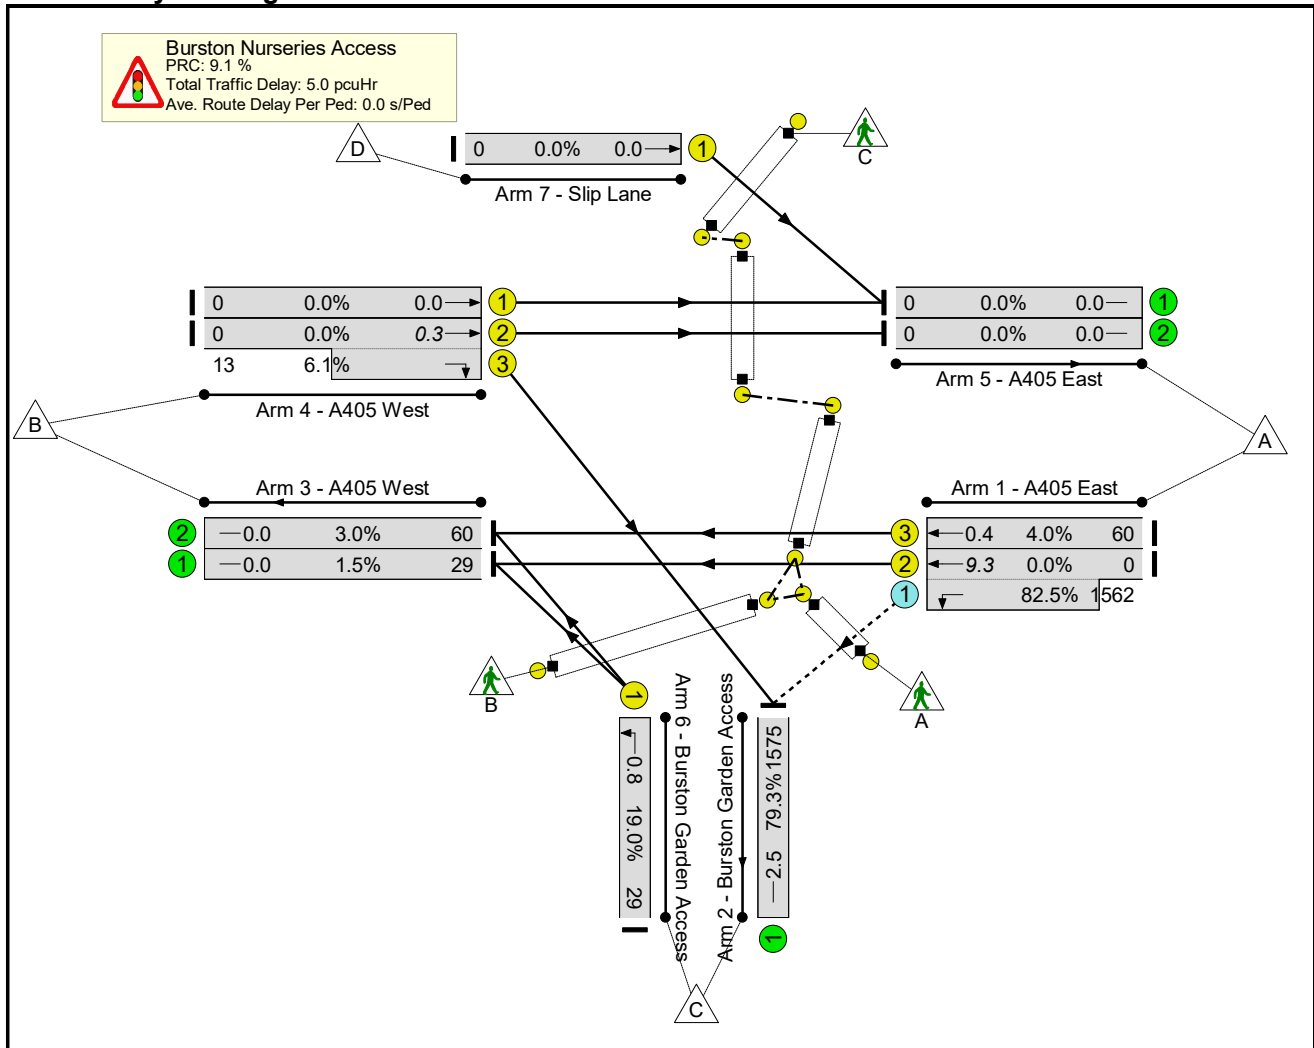 Burston Nurseries Access
PRC: 9.1 %
Total Traffic Delay: 5.0 pcuHr
Ave. Route Delay Per Ped: 0.0 s/Ped
D
0 0.0% 0.0
1
Arm 7 - Slip Lane
C
0 0.0% 0.0
1
0 0.0% 0.3
2
13 6.1%
3
Arm 4 - A405 West
0 0.0% 0.0
1
0 0.0% 0.0
2
Arm 5 - A405 East
B
A
Arm 3 - A405 West
2
0.0 3.0% 60
1
0.0 1.5% 29
Arm 1 - A405 East
3
0.4 4.0% 60
2
9.3 0.0% 0
1
82.5% 1562
B
A
1
0.8 19.0% 29
Arm 6 - Burston Garden Access
Arm 2 - Burston Garden Access
2.5 79.3% 1575
1
C